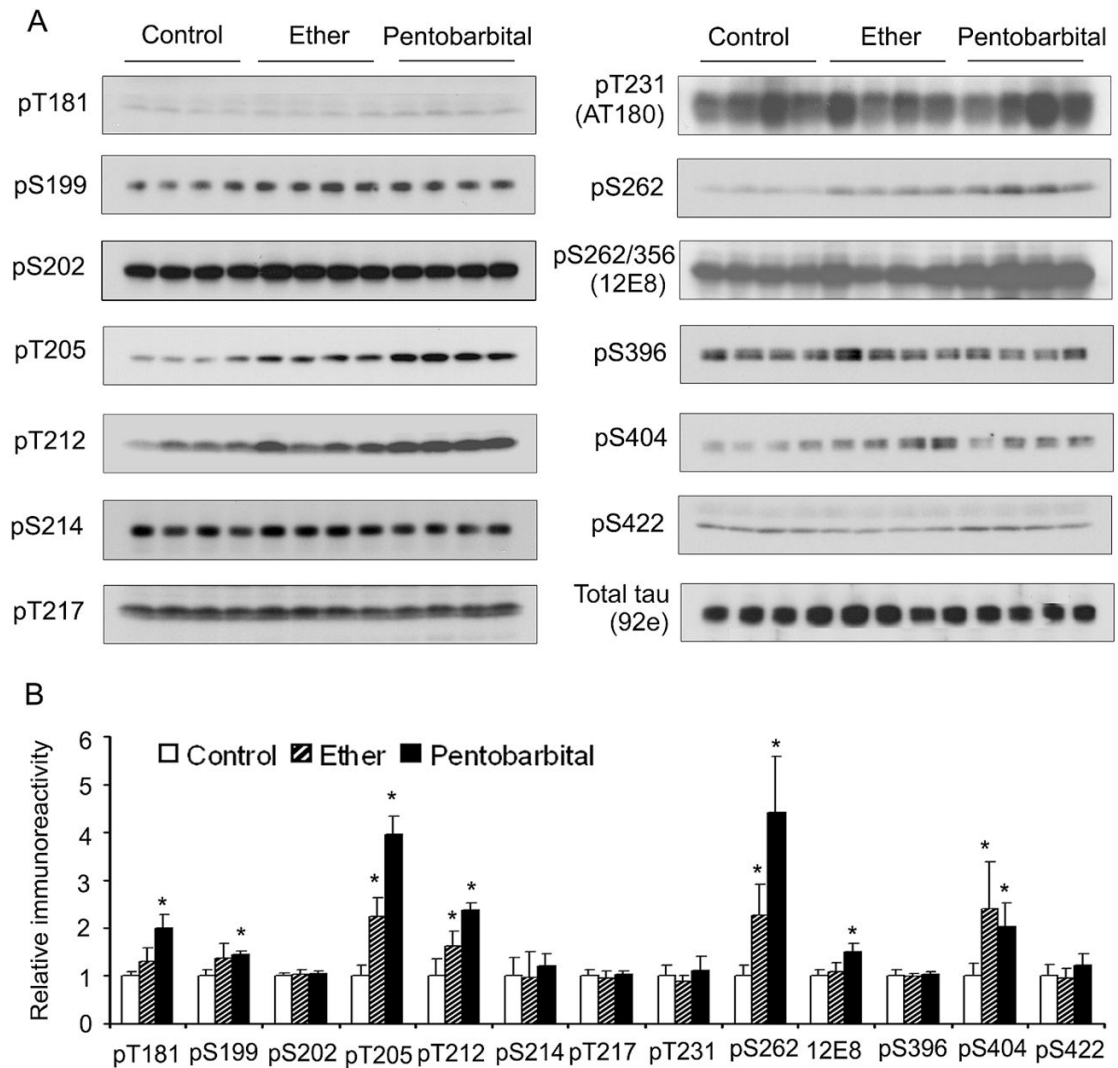 A
Control Ether Pentobarbital
pT181
pS199
pS202
pT205
pT212
pS214
pT217
Control Ether Pentobarbital
pT231
(AT180)
pS262
pS262/356
(12E8)
pS396
pS404
pS422
Total tau
(92e)
B
Relative immunoreactivity
6
5
4
3
2
1
0
Control Ether Pentobarbital
* * * * * * * * * * * *
pT181 pS199 pS202 pT205 pT212 pS214 pT217 pT231 pS262 12E8 pS396 pS404 pS422